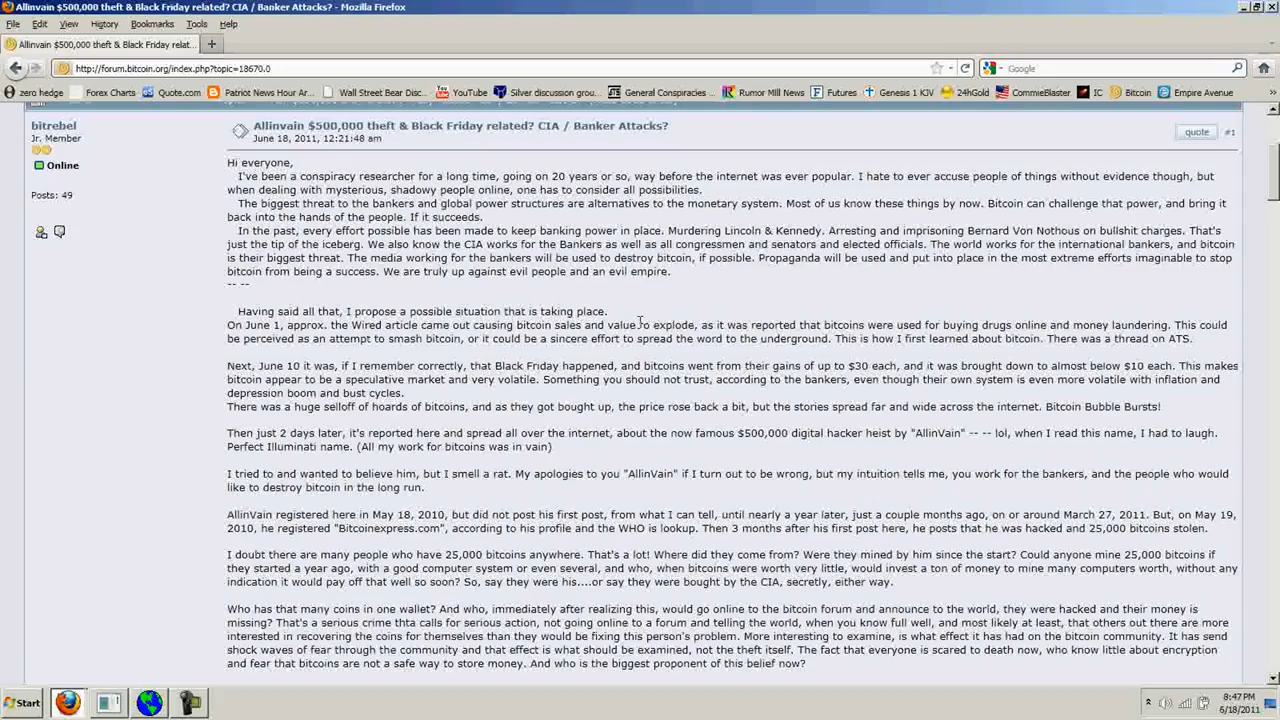 Allinvain $500,000 theft & Black Friday related? CIA / Banker Attacks? - Mozilla Firefox
File Edit View History Bookmarks Tools Help
Allinvain $500,000 theft & Black Friday relat...
http://forum.bitcoin.org/index.php?topic=18670.0
Google
zero hedge Forex Charts Quote.com Patriot News Hour Ar... Wall Street Bear Disc... YouTube Silver discussion grou... General Conspiracies Rumor Mill News Futures Genesis 1 KJV 24hGold CommieBlaster IC Bitcoin Empire Avenue
bitrebel
Jr. Member
Online
Posts: 49
Allinvain $500,000 theft & Black Friday related? CIA / Banker Attacks?
June 18, 2011, 12:21:48 am
quote #1
Hi everyone,
I've been a conspiracy researcher for a long time, going on 20 years or so, way before the internet was ever popular. I hate to ever accuse people of things without evidence though, but
when dealing with mysterious, shadowy people online, one has to consider all possibilities.
The biggest threat to the bankers and global power structures are alternatives to the monetary system. Most of us know these things by now. Bitcoin can challenge that power, and bring it
back into the hands of the people. If it succeeds.
In the past, every effort possible has been made to keep banking power in place. Murdering Lincoln & Kennedy. Arresting and imprisoning Bernard Von Nothous on bullshit charges. That's
just the tip of the iceberg. We also know the CIA works for the Bankers as well as all congressmen and senators and elected officials. The world works for the international bankers, and bitcoin
is their biggest threat. The media working for the bankers will be used to destroy bitcoin, if possible. Propaganda will be used and put into place in the most extreme efforts imaginable to stop
bitcoin from being a success. We are truly up against evil people and an evil empire.
-- --
Having said all that, I propose a possible situation that is taking place.
On June 1, approx. the Wired article came out causing bitcoin sales and value to explode, as it was reported that bitcoins were used for buying drugs online and money laundering. This could
be perceived as an attempt to smash bitcoin, or it could be a sincere effort to spread the word to the underground. This is how I first learned about bitcoin. There was a thread on ATS.
Next, June 10 it was, if I remember correctly, that Black Friday happened, and bitcoins went from their gains of up to $30 each, and it was brought down to almost below $10 each. This makes
bitcoin appear to be a speculative market and very volatile. Something you should not trust, according to the bankers, even though their own system is even more volatile with inflation and
depression boom and bust cycles.
There was a huge selloff of hoards of bitcoins, and as they got bought up, the price rose back a bit, but the stories spread far and wide across the internet. Bitcoin Bubble Bursts!
Then just 2 days later, it's reported here and spread all over the internet, about the now famous $500,000 digital hacker heist by "AllinVain" -- -- lol, when I read this name, I had to laugh.
Perfect Illuminati name. (All my work for bitcoins was in vain)
I tried to and wanted to believe him, but I smell a rat. My apologies to you "AllinVain" if I turn out to be wrong, but my intuition tells me, you work for the bankers, and the people who would
like to destroy bitcoin in the long run.
AllinVain registered here in May 18, 2010, but did not post his first post, from what I can tell, until nearly a year later, just a couple months ago, on or around March 27, 2011. But, on May 19,
2010, he registered "Bitcoinexpress.com", according to his profile and the WHO is lookup. Then 3 months after his first post here, he posts that he was hacked and 25,000 bitcoins stolen.
I doubt there are many people who have 25,000 bitcoins anywhere. That's a lot! Where did they come from? Were they mined by him since the start? Could anyone mine 25,000 bitcoins if
they started a year ago, with a good computer system or even several, and who, when bitcoins were worth very little, would invest a ton of money to mine many computers worth, without any
indication it would pay off that well so soon? So, say they were his....or say they were bought by the CIA, secretly, either way.
Who has that many coins in one wallet? And who, immediately after realizing this, would go online to the bitcoin forum and announce to the world, they were hacked and their money is
missing? That's a serious crime thta calls for serious action, not going online to a forum and telling the world, when you know full well, and most likely at least, that others out there are more
interested in recovering the coins for themselves than they would be fixing this person's problem. More interesting to examine, is what effect it has had on the bitcoin community. It has send
shock waves of fear through the community and that effect is what should be examined, not the theft itself. The fact that everyone is scared to death now, who know little about encryption
and fear that bitcoins are not a safe way to store money. And who is the biggest proponent of this belief now?
Start
8:47 PM
6/18/2011